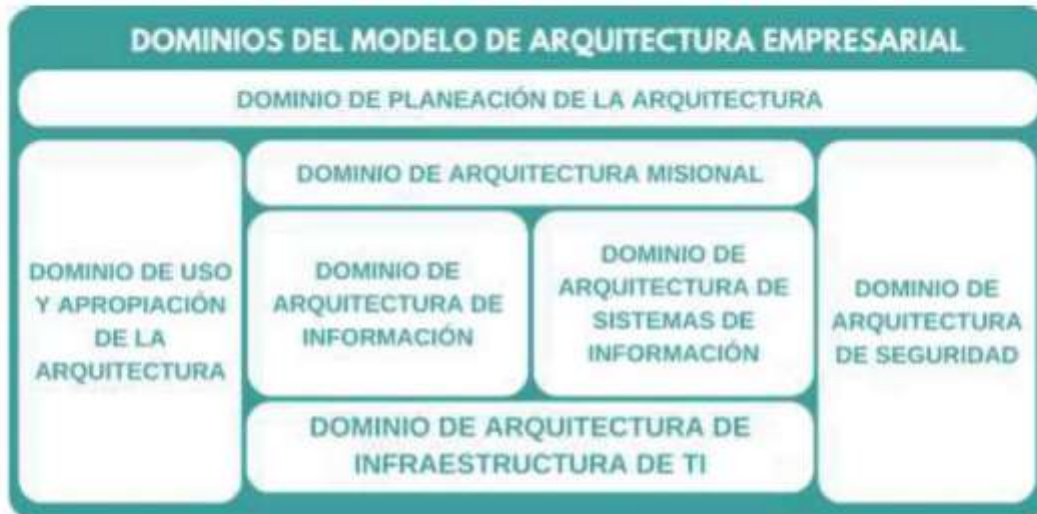 DOMINIOS DEL MODELO DE ARQUITECTURA EMPRESARIAL
DOMINIO DE PLANEACIÓN DE LA ARQUITECTURA
DOMINIO DE USO
Y APROPIACIÓN
DE LA
ARQUITECTURA
DOMINIO DE ARQUITECTURA MISIONAL
DOMINIO DE
ARQUITECTURA DE
INFORMACIÓN
DOMINIO DE
ARQUITECTURA DE
SISTEMAS DE
INFORMACIÓN
DOMINIO DE ARQUITECTURA DE
INFRAESTRUCTURA DE TI
DOMINIO DE
ARQUITECTURA
DE SEGURIDAD